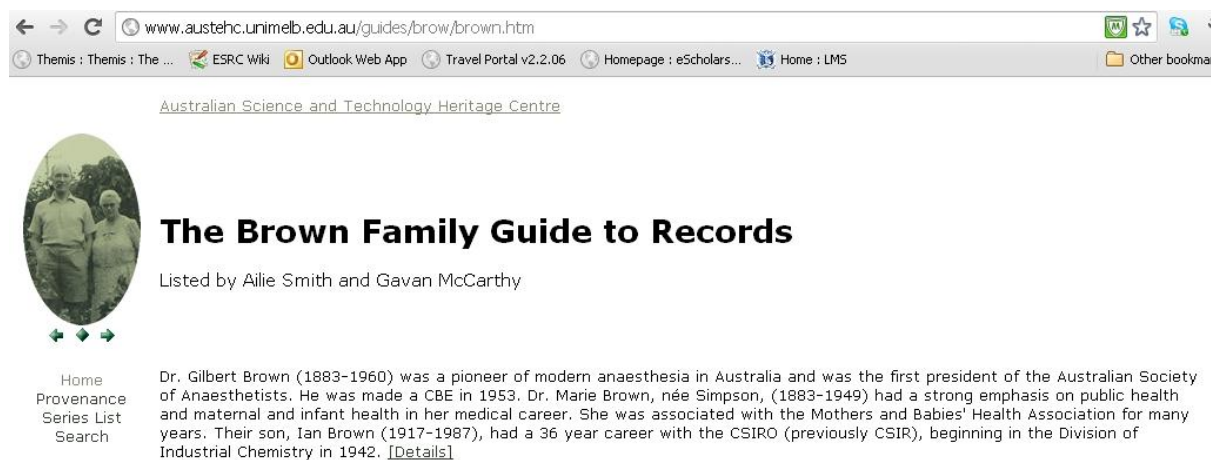 www.austehc.unimelb.edu.au/guides/brow/brown.htm
Themis : Themis : The ... ESRC Wiki Outlook Web App Travel Portal v2.2.06 Homepage : eScholars... Home : LMS Other bookma
Australian Science and Technology Heritage Centre
The Brown Family Guide to Records
Listed by Ailie Smith and Gavan McCarthy
Home
Provenance
Series List
Search
Dr. Gilbert Brown (1883-1960) was a pioneer of modern anaesthesia in Australia and was the first president of the Australian Society
of Anaesthetists. He was made a CBE in 1953. Dr. Marie Brown, née Simpson, (1883-1949) had a strong emphasis on public health
and maternal and infant health in her medical career. She was associated with the Mothers and Babies' Health Association for many
years. Their son, Ian Brown (1917-1987), had a 36 year career with the CSIRO (previously CSIR), beginning in the Division of
Industrial Chemistry in 1942. [Details]